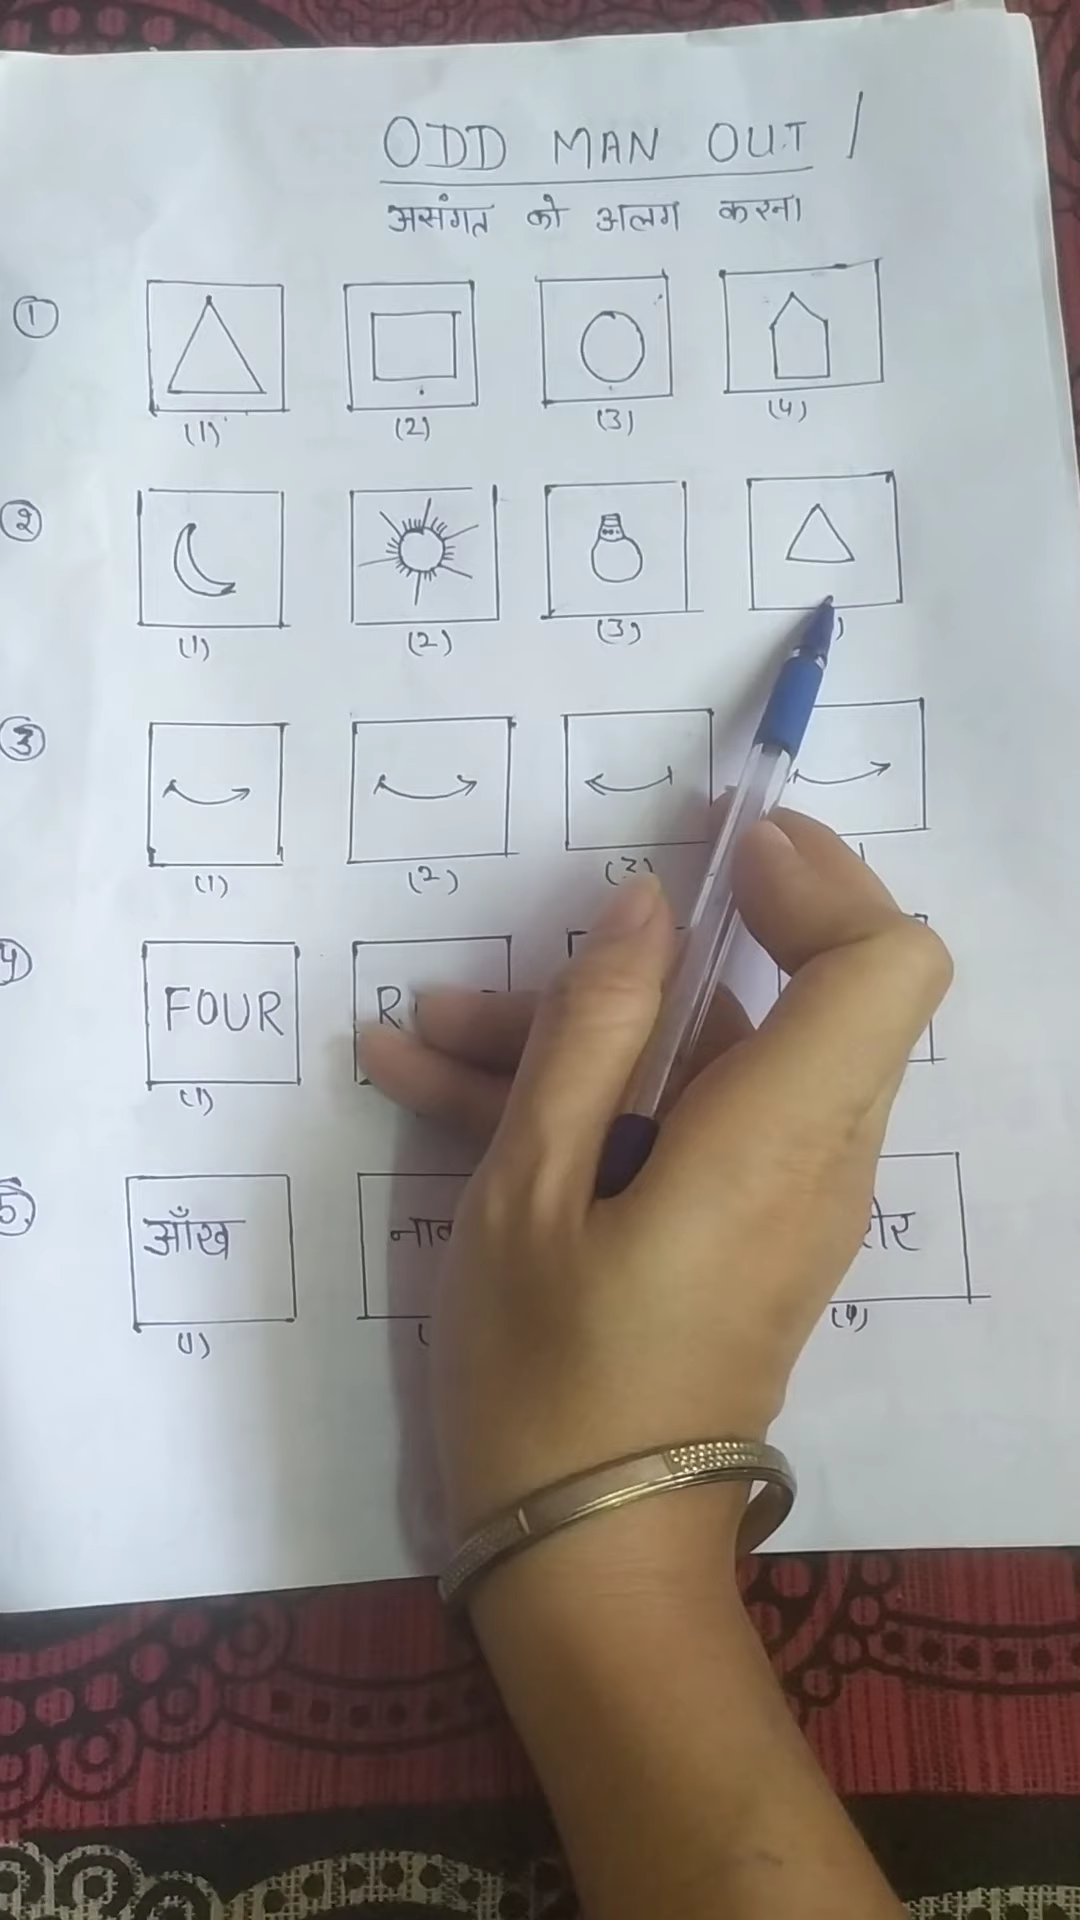 ODD MAN OUT /
असंगत को अलग करना
①
(1) (2) (3) (4)
②
(1) (2) (3)
③
(1) (2) (3)
4
FOUR
(1)
5
आँख
(1) (4)